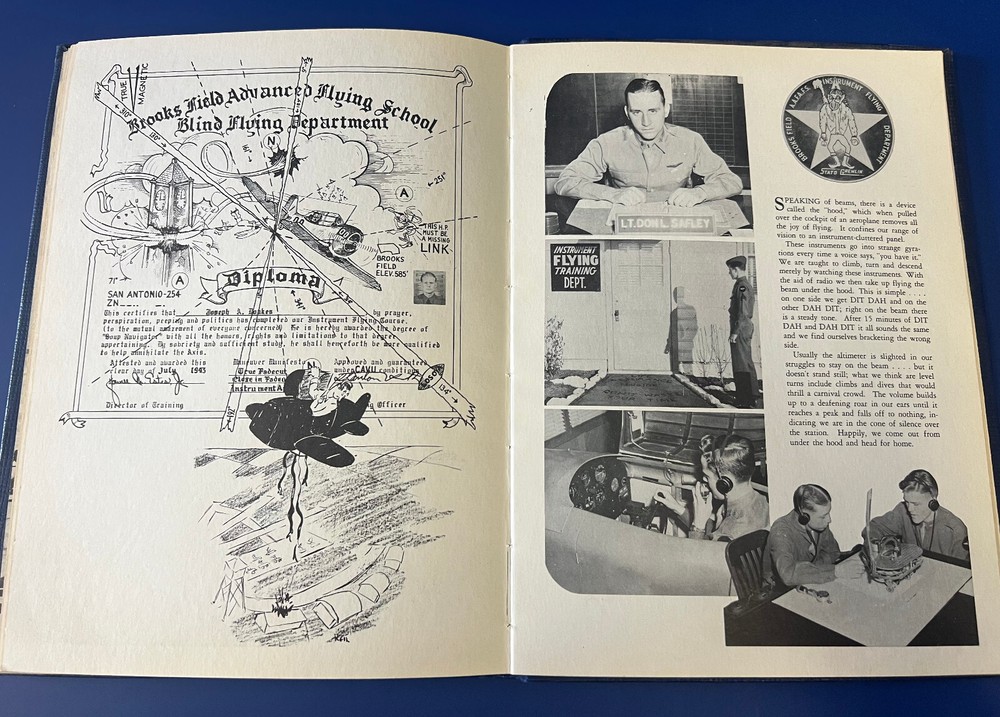 TRUE
MAGNETIC
Brooks Field Advanced Flying School
Blind Flying Department
N
A
251°
THIS H.P.
MUST BE
A MISSING
LINK
BROOKS
FIELD
ELEV. 585'
Diploma
71°
A
SAN ANTONIO-254
ZN
This certifies that Joseph A. Doakes by prayer,
perspiration, prep and politics has completed our Instrument Flying Course
(to the mutual of everyone concerned) He is hereby awarded the degree of
"Soup Navigator" with all the honors, rights and limitations to that degree
appertaining. By sobriety and sufficient study, he shall henceforth be more qualified
to help annihilate the Axis.
Attested and awarded this
clear day of July 1943
Director of Training
Maneuver Manifesto
True Fadeout
Close in Fadeout
Instrument
N
Approved and guaranteed
under CAVU conditions
Officer
LT. DON L. SHFLEY
INSTRUMENT
FLYING
TRAINING
DEPT.
BROOKS FIELD A.A.F.A.F.S. INSTRUMENT FLYING DEPARTMENT
STATO GREMLIN
SPEAKING of beams, there is a device
called the "hood," which when pulled
over the cockpit of an aeroplane removes all
the joy of flying. It confines our range of
vision to an instrument-cluttered panel.
These instruments go into strange gyra-
tions every time a voice says, "you have it."
We are taught to climb, turn and descend
merely by watching these instruments. With
the aid of radio we then take up flying the
beam under the hood. This is simple . . . .
on one side we get DIT DAH and on the
other DAH DIT; right on the beam there
is a steady tone. After 15 minutes of DIT
DAH and DAH DIT it all sounds the same
and we find ourselves bracketing the wrong
side.
Usually the altimeter is slighted in our
struggles to stay on the beam . . . . but it
doesn't stand still; what we think are level
turns include climbs and dives that would
thrill a carnival crowd. The volume builds
up to a deafening roar in our ears until it
reaches a peak and falls off to nothing, in-
dicating we are in the cone of silence over
the station. Happily, we come out from
under the hood and head for home.